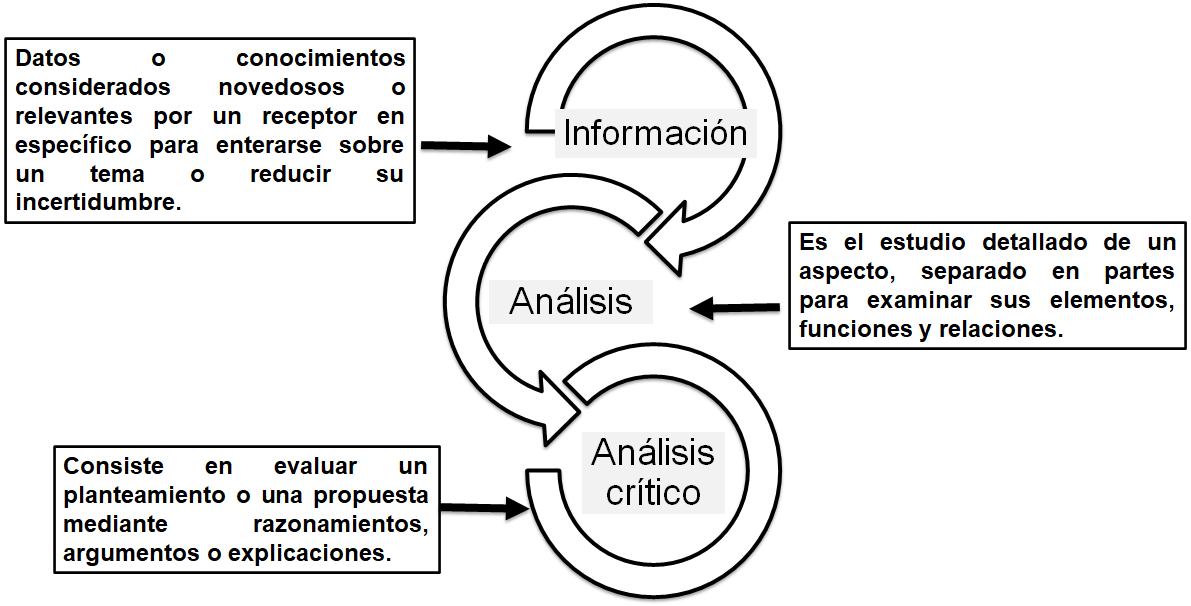 Datos o conocimientos
considerados novedosos o
relevantes por un receptor en
específico para enterarse sobre
un tema o reducir su
incertidumbre.
Información
Es el estudio detallado de un
aspecto, separado en partes
para examinar sus elementos,
funciones y relaciones.
Análisis
Consiste en evaluar un
planteamiento o una propuesta
mediante razonamientos,
argumentos o explicaciones.
Análisis
crítico